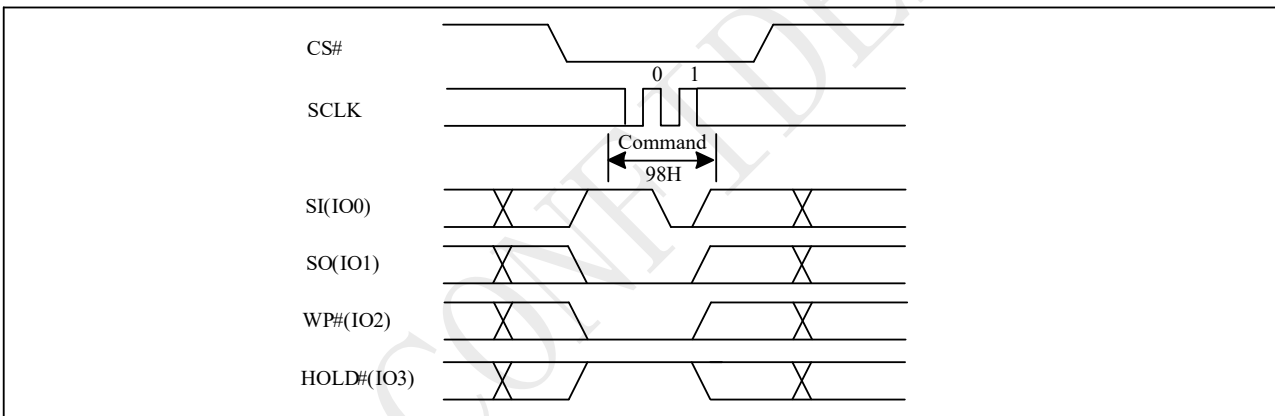 CS#
0 1
SCLK
Command
98H
SI(IO0)
SO(IO1)
WP#(IO2)
HOLD#(IO3)